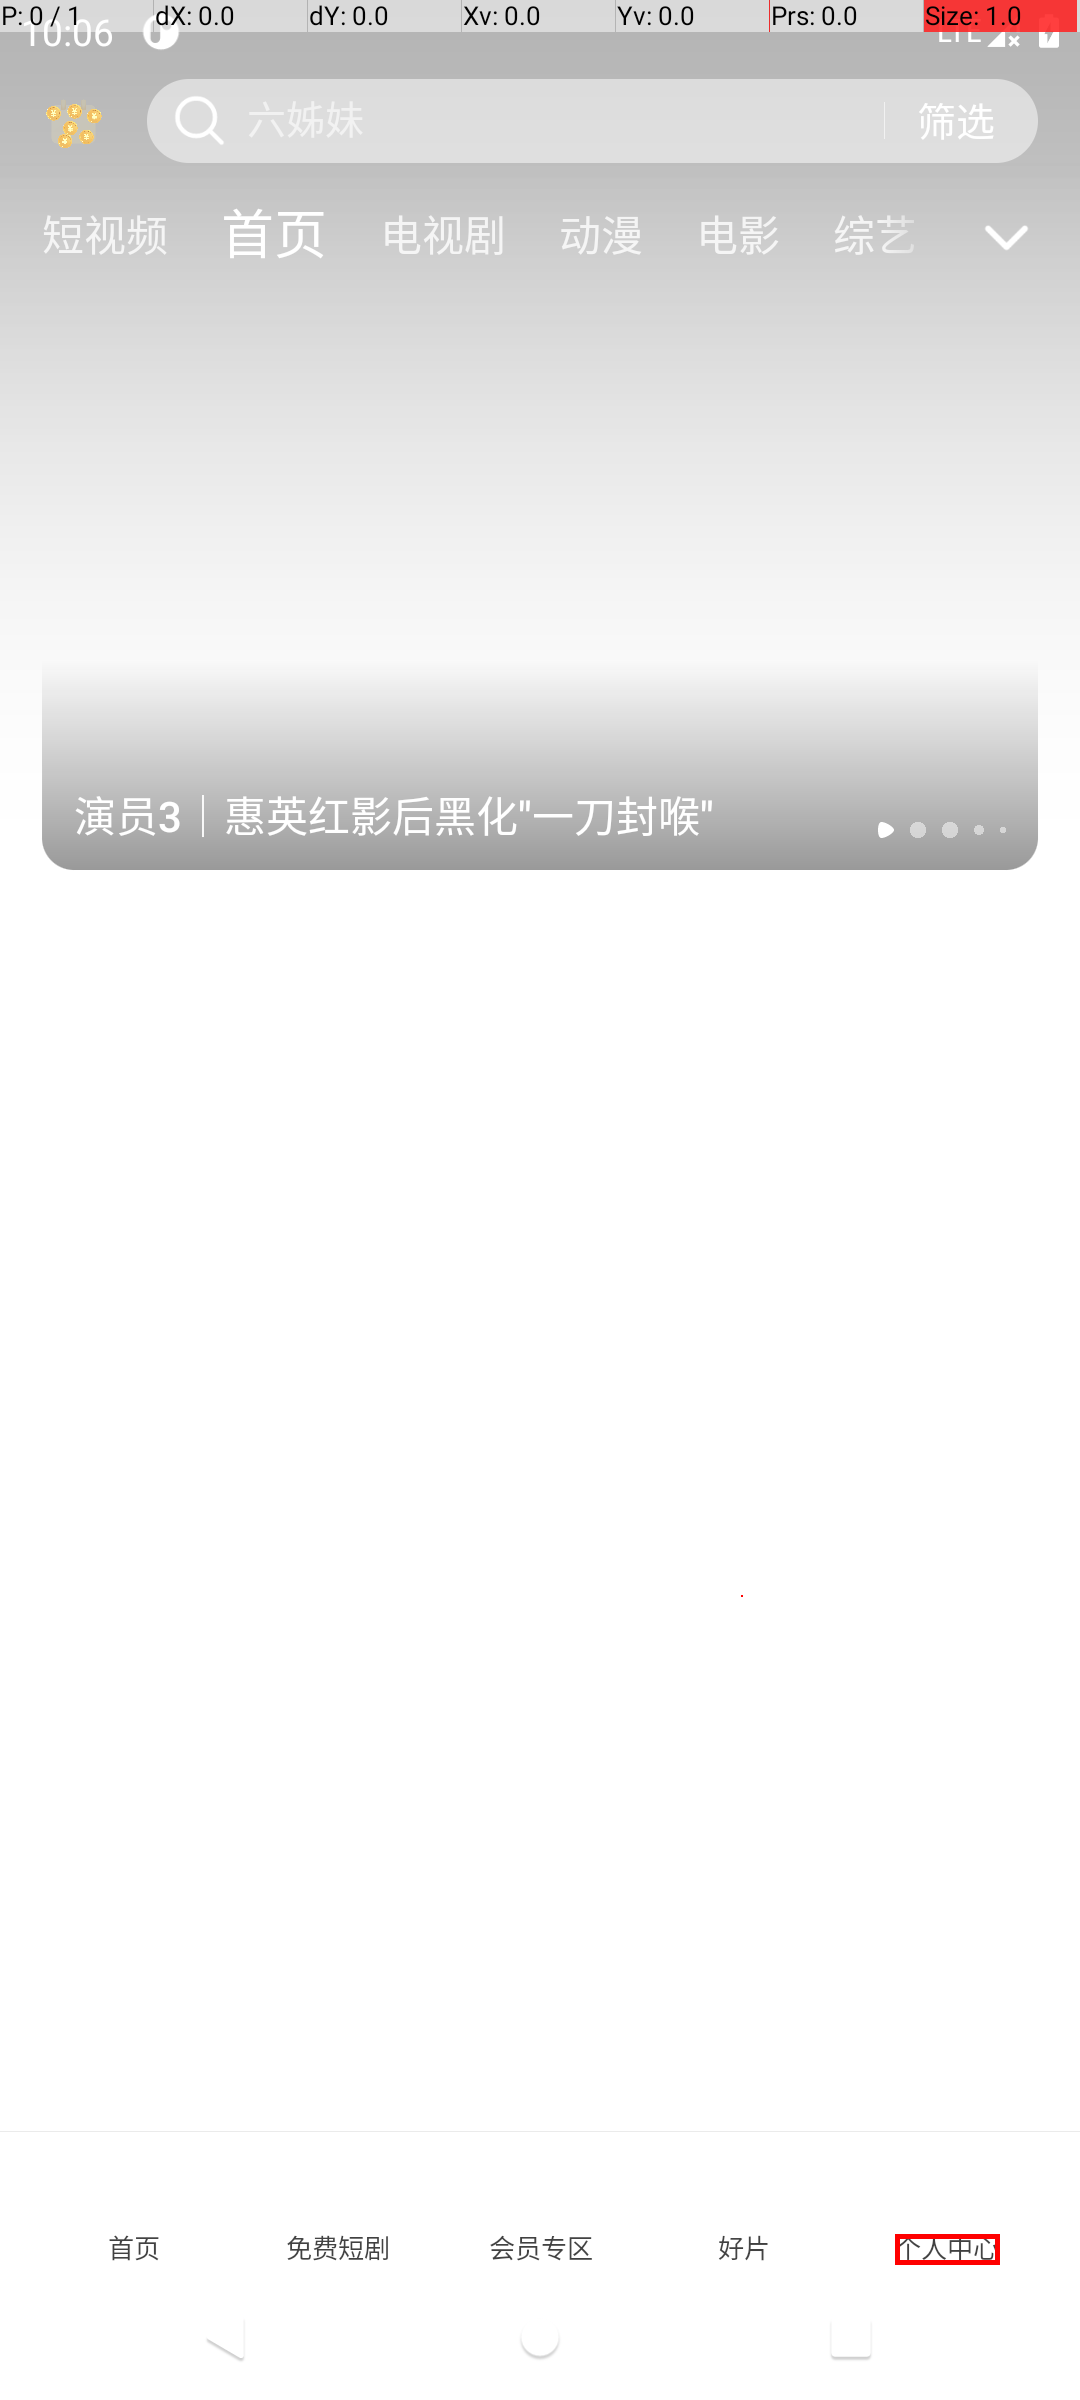 P: 0 / 1 dX: 0.0 dY: 0.0 Xv: 0.0 Yv: 0.0 Prs: 0.0 Size: 1.0
10:06 LTE
六姊妹 筛选
短视频 首页 电视剧 动漫 电影 综艺
演员3｜惠英红影后黑化"一刀封喉"
首页 免费短剧 会员专区 好片 个人中心